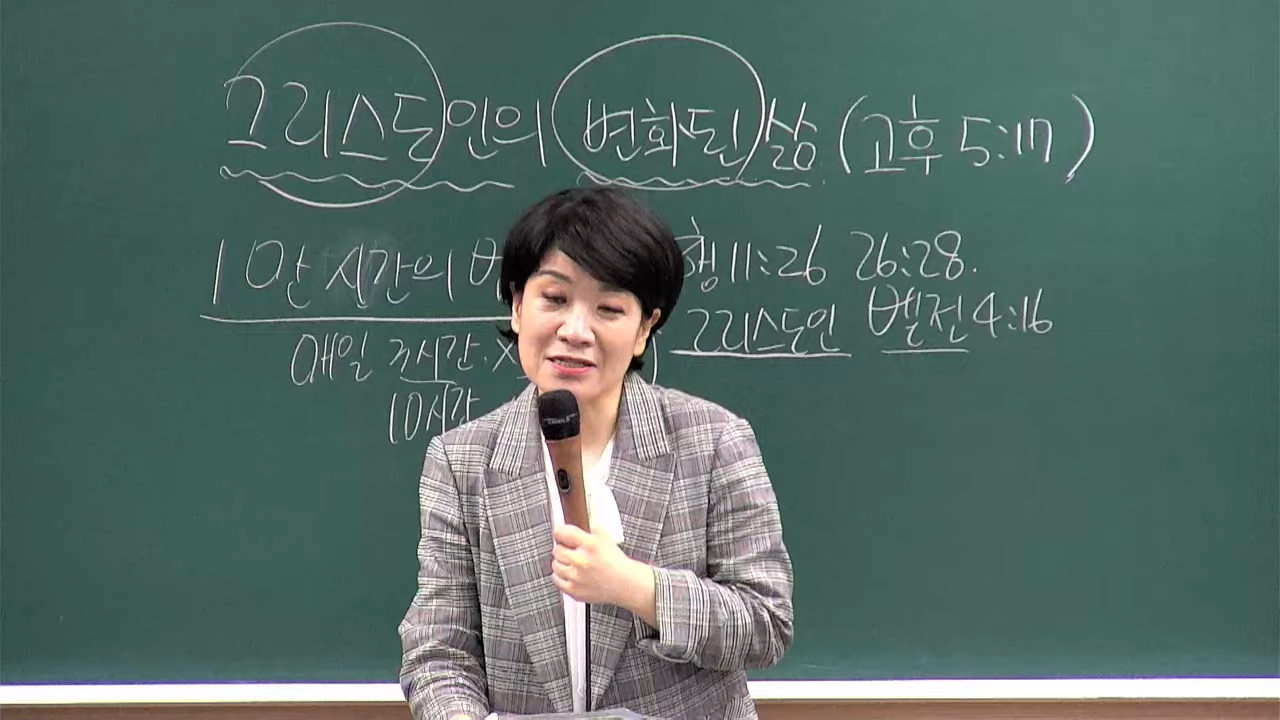 그리스도인의 변화된 삶 (고후 5:17)
1만 시간의
매일 3시간 ×
10시간
행 11:26 26:28.
그리스도인 벧전 4:16